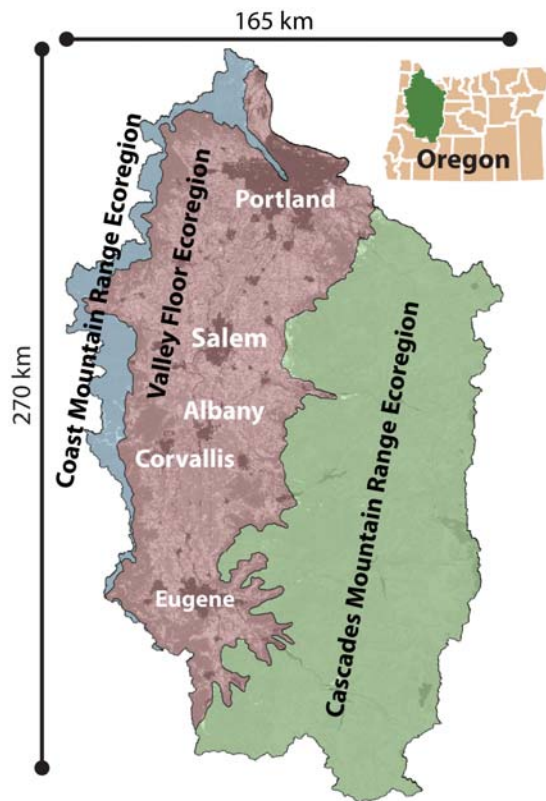 165 km
Oregon
270 km
Coast Mountain Range Ecoregion
Valley Floor Ecoregion
Portland
Salem
Albany
Corvallis
Eugene
Cascades Mountain Range Ecoregion